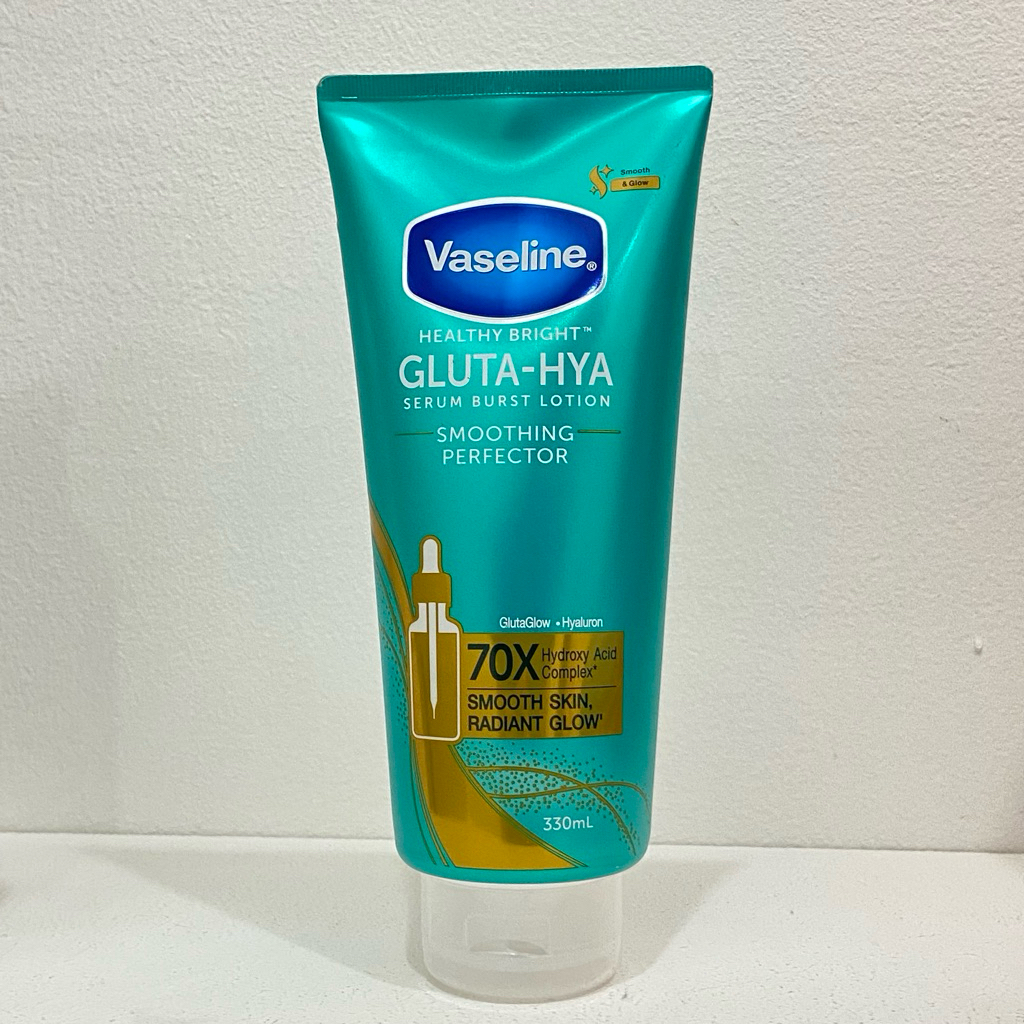 Smooth
& Glow
Vaseline®
HEALTHY BRIGHT™
GLUTA-HYA
SERUM BURST LOTION
SMOOTHING
PERFECTOR
GlutaGlow • Hyaluron
70X Hydroxy Acid
Complex*
SMOOTH SKIN,
RADIANT GLOW¹
330mL